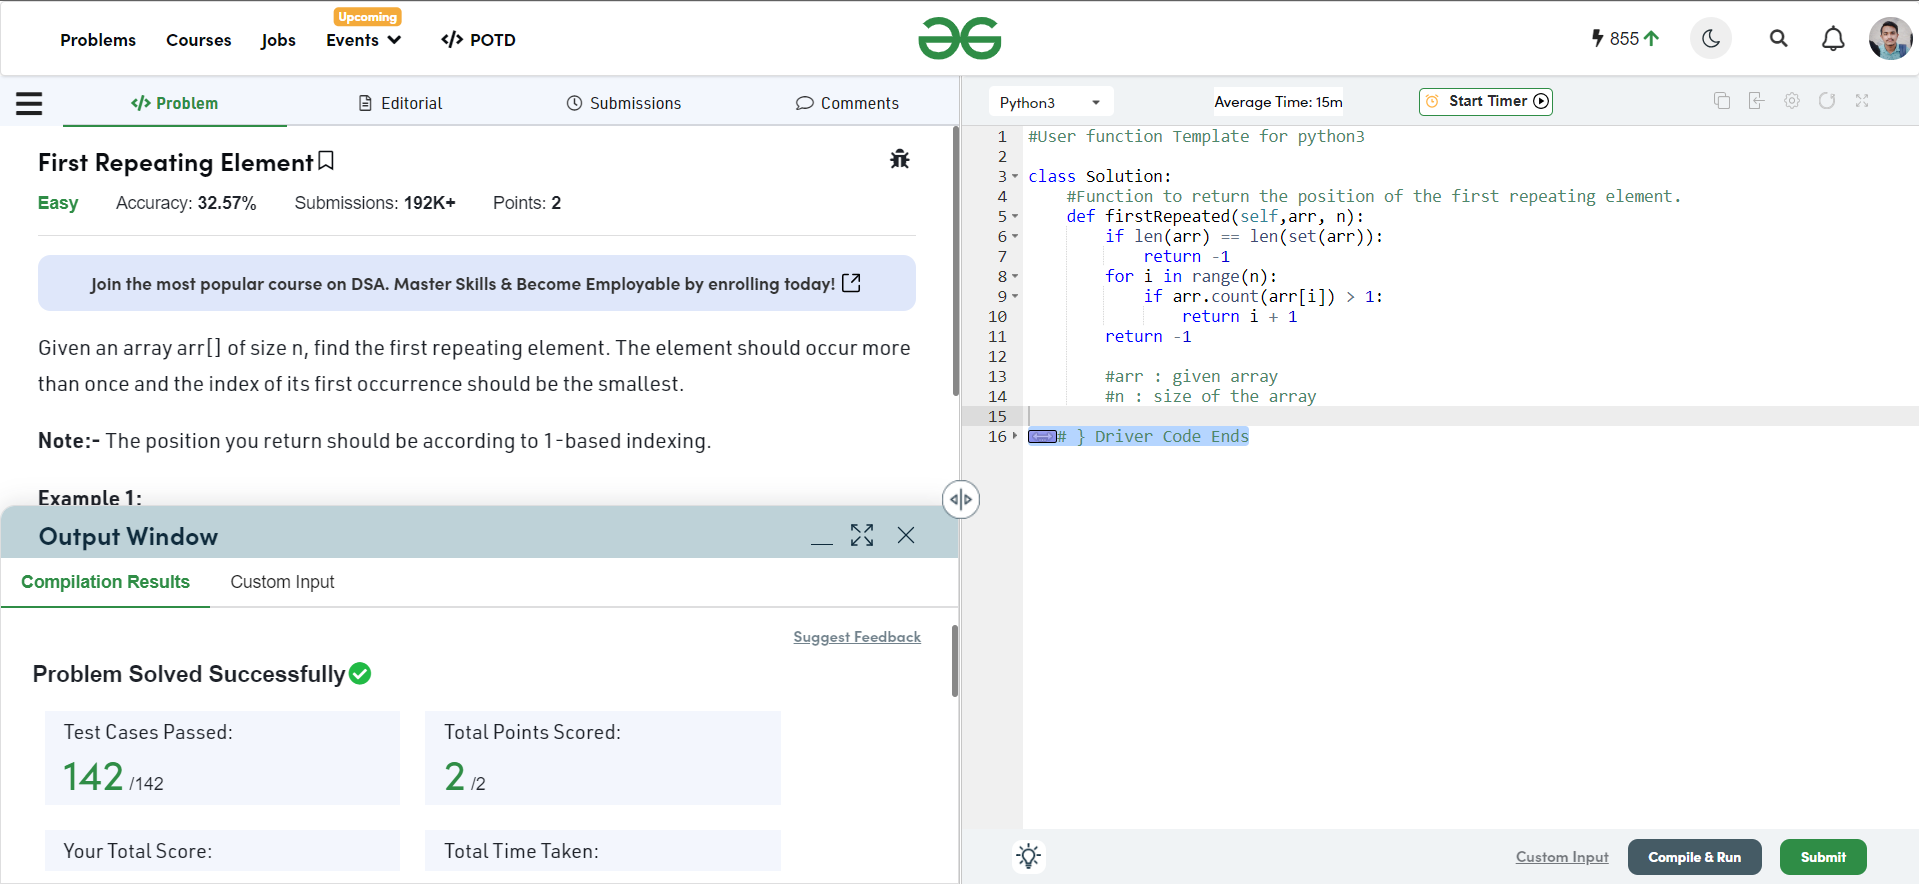 Upcoming
Problems Courses Jobs Events </> POTD
855
</> Problem Editorial Submissions Comments
First Repeating Element
Easy Accuracy: 32.57% Submissions: 192K+ Points: 2
Join the most popular course on DSA. Master Skills & Become Employable by enrolling today!
Given an array arr[] of size n, find the first repeating element. The element should occur more
than once and the index of its first occurrence should be the smallest.
Note:- The position you return should be according to 1-based indexing.
Example 1:
Output Window
Compilation Results Custom Input
Suggest Feedback
Problem Solved Successfully
Test Cases Passed:
142 /142
Total Points Scored:
2 /2
Your Total Score:
Total Time Taken:
Python3 Average Time: 15m Start Timer
1 #User function Template for python3
2
3 class Solution:
4 #Function to return the position of the first repeating element.
5 def firstRepeated(self,arr, n):
6 if len(arr) == len(set(arr)):
7 return -1
8 for i in range(n):
9 if arr.count(arr[i]) > 1:
10 return i + 1
11 return -1
12
13 #arr : given array
14 #n : size of the array
15
16 # } Driver Code Ends
Custom Input Compile & Run Submit